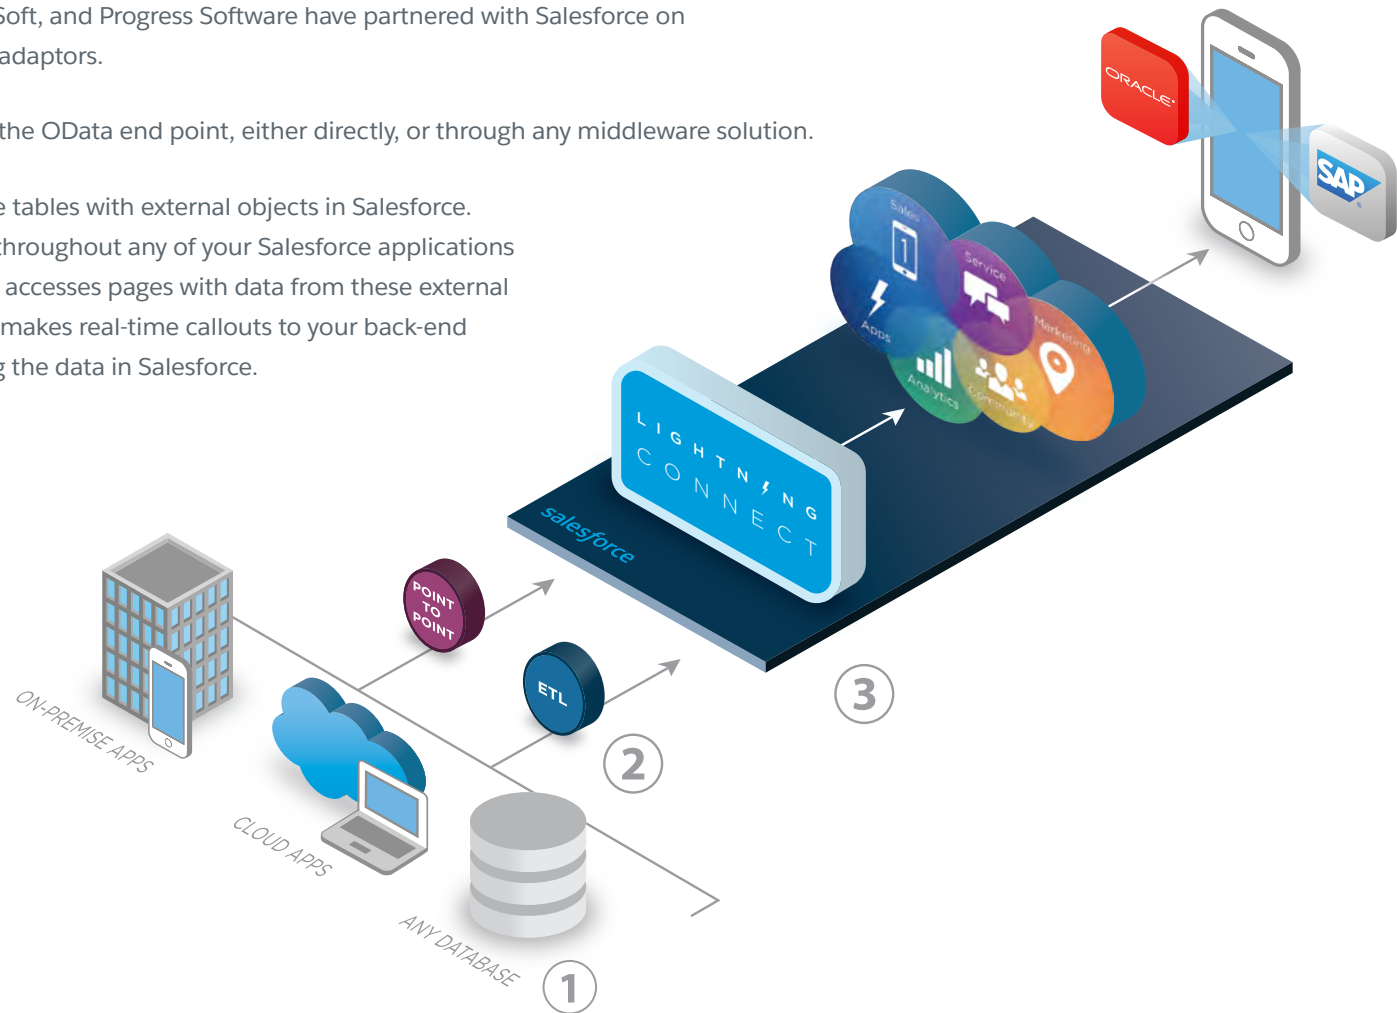 Soft, and Progress Software have partnered with Salesforce on
adaptors.
the OData end point, either directly, or through any middleware solution.
tables with external objects in Salesforce.
throughout any of your Salesforce applications
accesses pages with data from these external
makes real-time callouts to your back-end
the data in Salesforce.
ORACLE®
SAP®
Sales
1
Service
Apps
Marketing
Analytics
Community
LIGHTNING
CONNECT
salesforce
POINT
TO
POINT
ETL
3
2
ON-PREMISE APPS
CLOUD APPS
ANY DATABASE
1